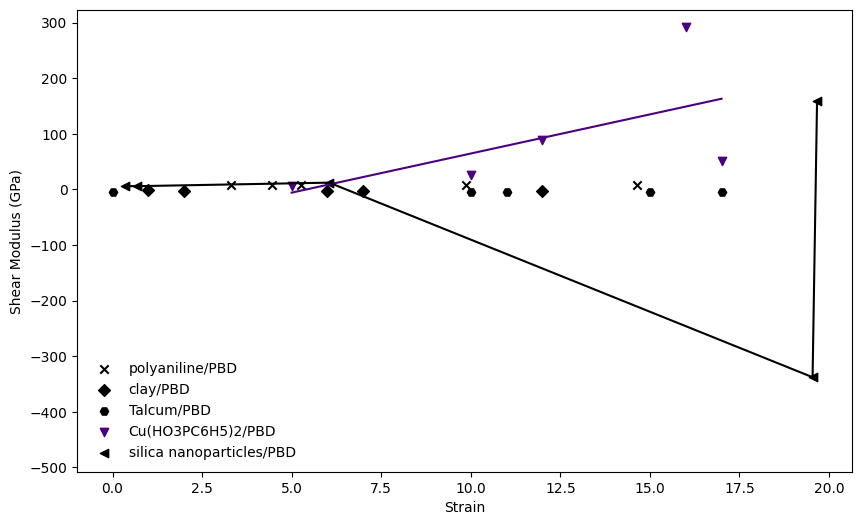 300
200
100
0
−100
−200
−300
−400
−500
Shear Modulus (GPa)
polyaniline/PBD
clay/PBD
Talcum/PBD
Cu(HO3PC6H5)2/PBD
silica nanoparticles/PBD
0.0 2.5 5.0 7.5 10.0 12.5 15.0 17.5 20.0
Strain